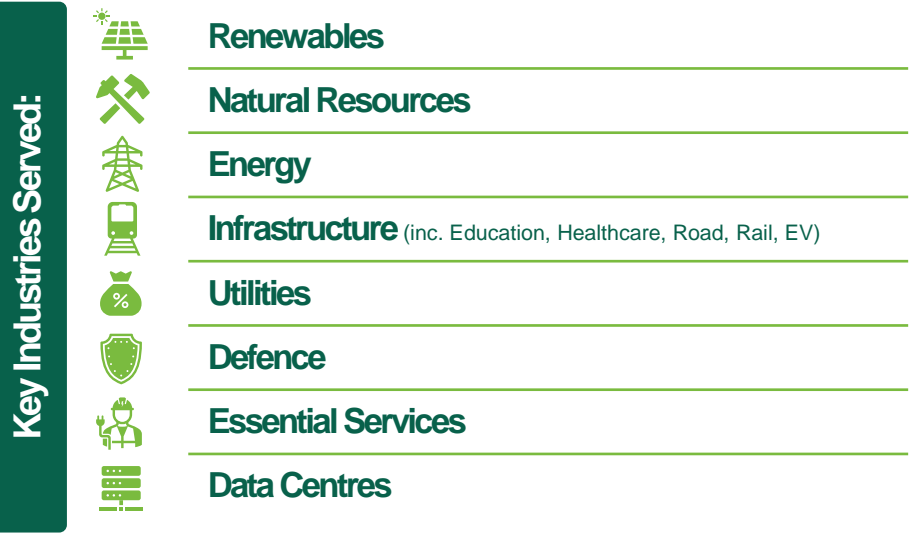 Key Industries Served:
Renewables
Natural Resources
Energy
Infrastructure (inc. Education, Healthcare, Road, Rail, EV)
%
Utilities
Defence
Essential Services
Data Centres